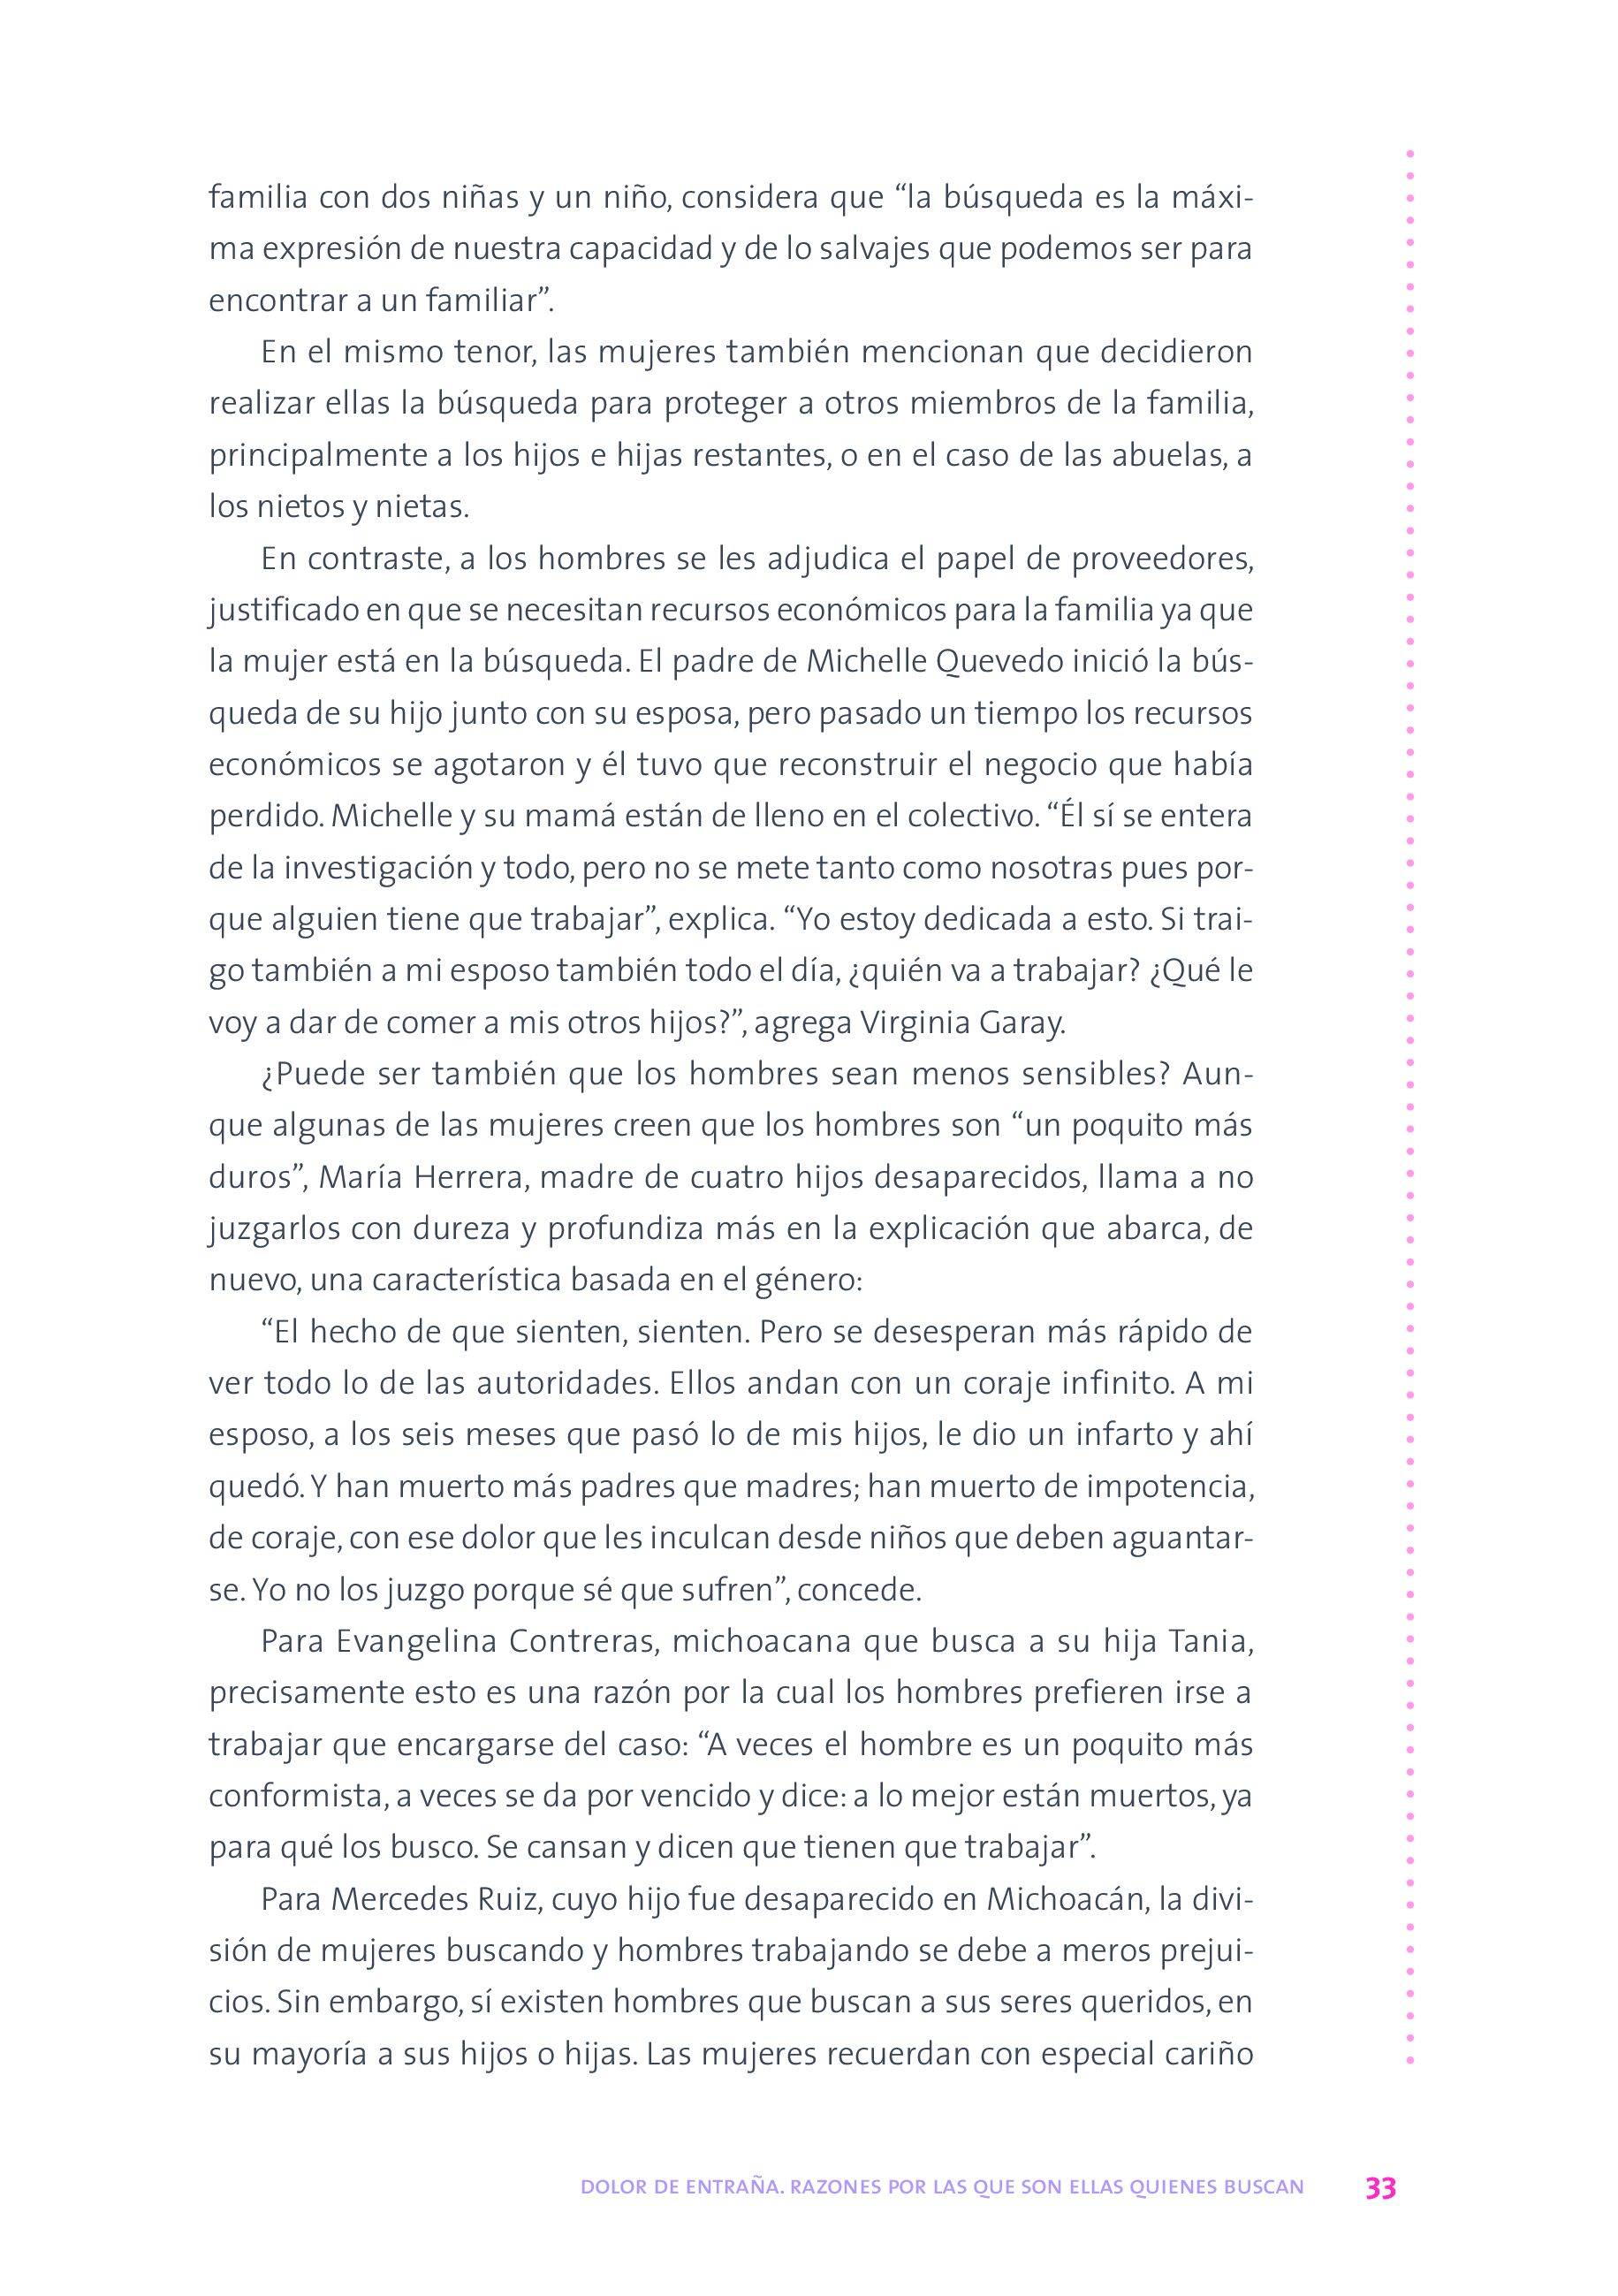 familia con dos niñas y un niño, considera que “la búsqueda es la máxi-
ma expresión de nuestra capacidad y de lo salvajes que podemos ser para
encontrar a un familiar”.
En el mismo tenor, las mujeres también mencionan que decidieron
realizar ellas la búsqueda para proteger a otros miembros de la familia,
principalmente a los hijos e hijas restantes, o en el caso de las abuelas, a
los nietos y nietas.
En contraste, a los hombres se les adjudica el papel de proveedores,
justificado en que se necesitan recursos económicos para la familia ya que
la mujer está en la búsqueda. El padre de Michelle Quevedo inició la bús-
queda de su hijo junto con su esposa, pero pasado un tiempo los recursos
económicos se agotaron y él tuvo que reconstruir el negocio que había
perdido. Michelle y su mamá están de lleno en el colectivo. “Él sí se entera
de la investigación y todo, pero no se mete tanto como nosotras pues por-
que alguien tiene que trabajar”, explica. “Yo estoy dedicada a esto. Si trai-
go también a mi esposo también todo el día, ¿quién va a trabajar? ¿Qué le
voy a dar de comer a mis otros hijos?”, agrega Virginia Garay.
¿Puede ser también que los hombres sean menos sensibles? Aun-
que algunas de las mujeres creen que los hombres son “un poquito más
duros”, María Herrera, madre de cuatro hijos desaparecidos, llama a no
juzgarlos con dureza y profundiza más en la explicación que abarca, de
nuevo, una característica basada en el género:
“El hecho de que sienten, sienten. Pero se desesperan más rápido de
ver todo lo de las autoridades. Ellos andan con un coraje infinito. A mi
esposo, a los seis meses que pasó lo de mis hijos, le dio un infarto y ahí
quedó. Y han muerto más padres que madres; han muerto de impotencia,
de coraje, con ese dolor que les inculcan desde niños que deben aguantar-
se. Yo no los juzgo porque sé que sufren”, concede.
Para Evangelina Contreras, michoacana que busca a su hija Tania,
precisamente esto es una razón por la cual los hombres prefieren irse a
trabajar que encargarse del caso: “A veces el hombre es un poquito más
conformista, a veces se da por vencido y dice: a lo mejor están muertos, ya
para qué los busco. Se cansan y dicen que tienen que trabajar”.
Para Mercedes Ruiz, cuyo hijo fue desaparecido en Michoacán, la divi-
sión de mujeres buscando y hombres trabajando se debe a meros prejui-
cios. Sin embargo, sí existen hombres que buscan a sus seres queridos, en
su mayoría a sus hijos o hijas. Las mujeres recuerdan con especial cariño
DOLOR DE ENTRAÑA. RAZONES POR LAS QUE SON ELLAS QUIENES BUSCAN 33